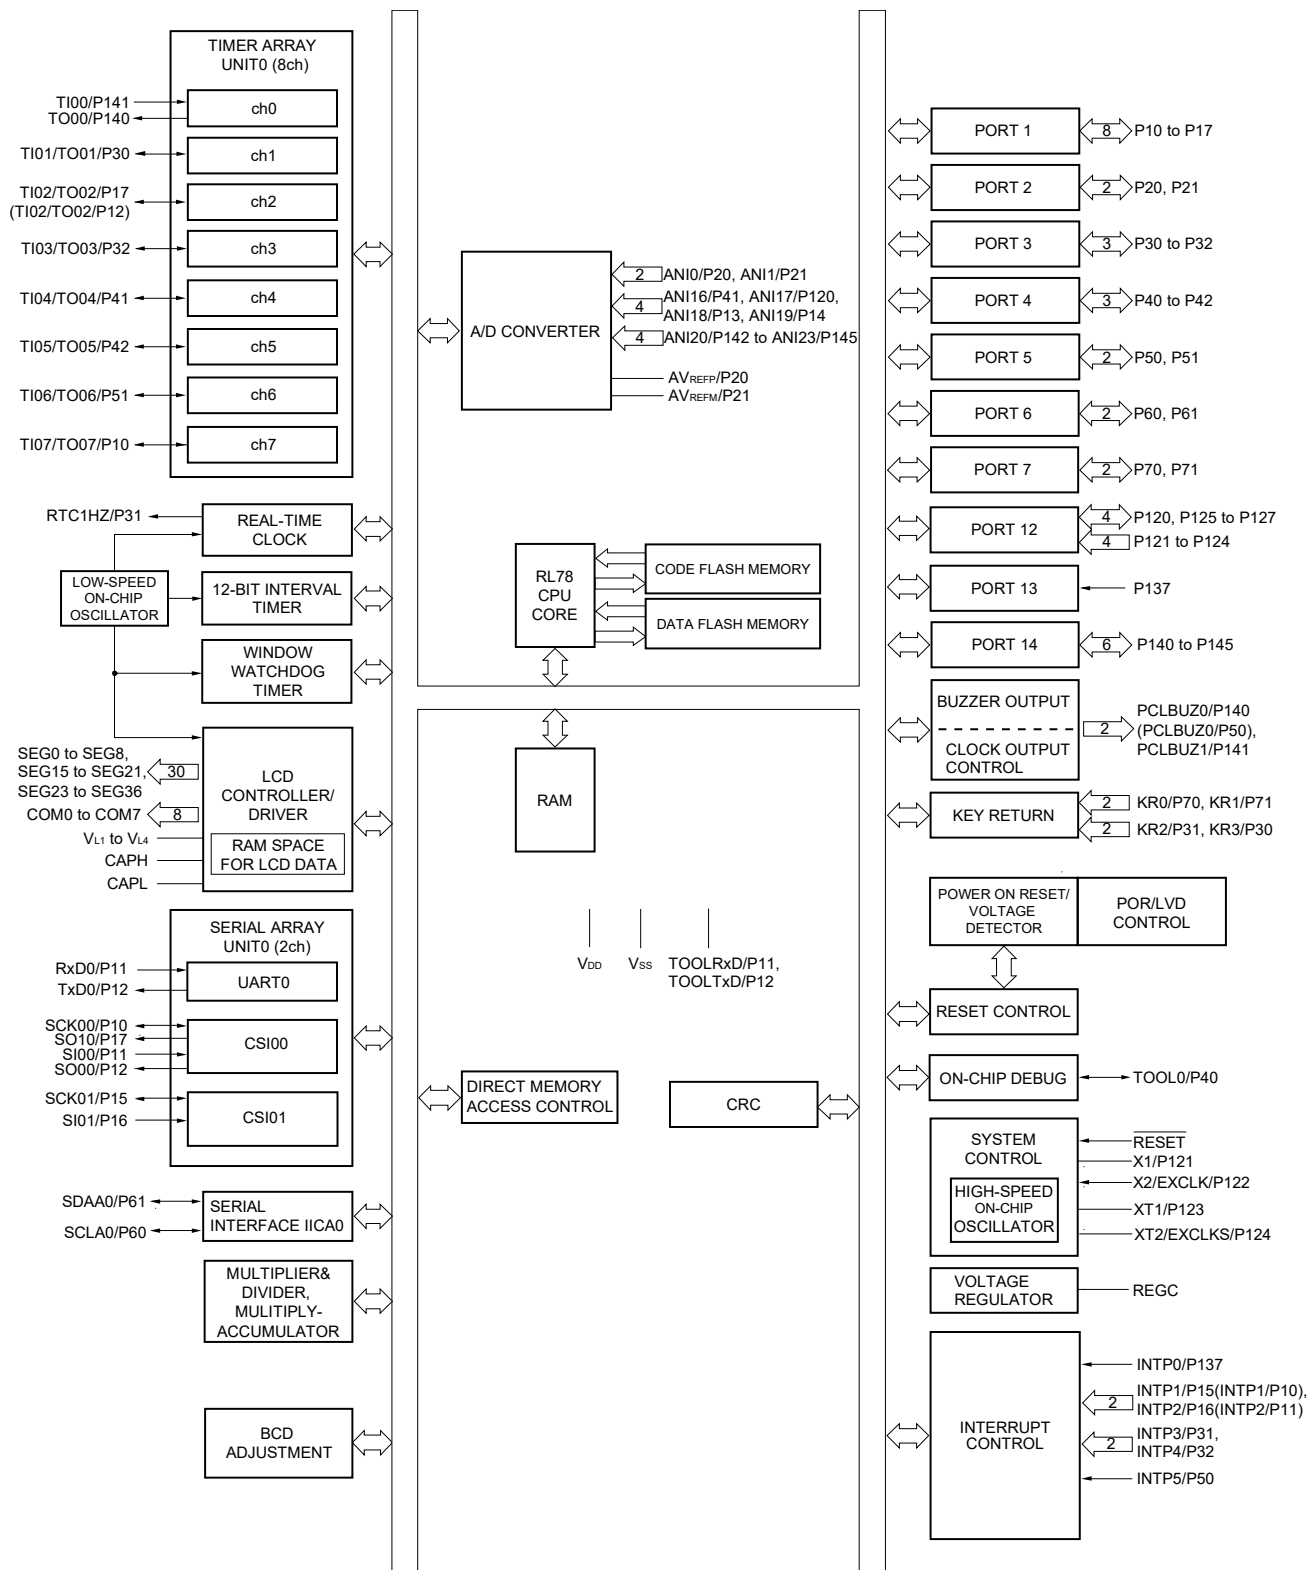 TIMER ARRAY
UNIT0 (8ch)
TI00/P141
TO00/P140
ch0
TI01/TO01/P30
ch1
TI02/TO02/P17
(TI02/TO02/P12)
ch2
TI03/TO03/P32
ch3
TI04/TO04/P41
ch4
TI05/TO05/P42
ch5
TI06/TO06/P51
ch6
TI07/TO07/P10
ch7
RTC1HZ/P31
REAL-TIME
CLOCK
LOW-SPEED
ON-CHIP
OSCILLATOR
12-BIT INTERVAL
TIMER
WINDOW
WATCHDOG
TIMER
SEG0 to SEG8,
SEG15 to SEG21,
SEG23 to SEG36
30
COM0 to COM7
8
VL1 to VL4
CAPH
CAPL
LCD
CONTROLLER/
DRIVER
RAM SPACE
FOR LCD DATA
SERIAL ARRAY
UNIT0 (2ch)
RxD0/P11
TxD0/P12
UART0
SCK00/P10
SO10/P17
SI00/P11
SO00/P12
CSI00
SCK01/P15
SI01/P16
CSI01
SDAA0/P61
SCLA0/P60
SERIAL
INTERFACE IICA0
MULTIPLIER&
DIVIDER,
MULITIPLY-
ACCUMULATOR
BCD
ADJUSTMENT
A/D CONVERTER
2
ANI0/P20, ANI1/P21
4
ANI16/P41, ANI17/P120,
ANI18/P13, ANI19/P14
4
ANI20/P142 to ANI23/P145
AVREFP/P20
AVREFM/P21
RL78
CPU
CORE
CODE FLASH MEMORY
DATA FLASH MEMORY
RAM
VDD
VSS
TOOLRxD/P11,
TOOLTxD/P12
DIRECT MEMORY
ACCESS CONTROL
CRC
PORT 1
8
P10 to P17
PORT 2
2
P20, P21
PORT 3
3
P30 to P32
PORT 4
3
P40 to P42
PORT 5
2
P50, P51
PORT 6
2
P60, P61
PORT 7
2
P70, P71
PORT 12
4
P120, P125 to P127
4
P121 to P124
PORT 13
P137
PORT 14
6
P140 to P145
BUZZER OUTPUT
CLOCK OUTPUT
CONTROL
2
PCLBUZ0/P140
(PCLBUZ0/P50),
PCLBUZ1/P141
KEY RETURN
2
KR0/P70, KR1/P71
2
KR2/P31, KR3/P30
POWER ON RESET/
VOLTAGE
DETECTOR
POR/LVD
CONTROL
RESET CONTROL
ON-CHIP DEBUG
TOOL0/P40
SYSTEM
CONTROL
HIGH-SPEED
ON-CHIP
OSCILLATOR
RESET
X1/P121
X2/EXCLK/P122
XT1/P123
XT2/EXCLKS/P124
VOLTAGE
REGULATOR
REGC
INTERRUPT
CONTROL
INTP0/P137
2
INTP1/P15(INTP1/P10),
INTP2/P16(INTP2/P11)
2
INTP3/P31,
INTP4/P32
INTP5/P50